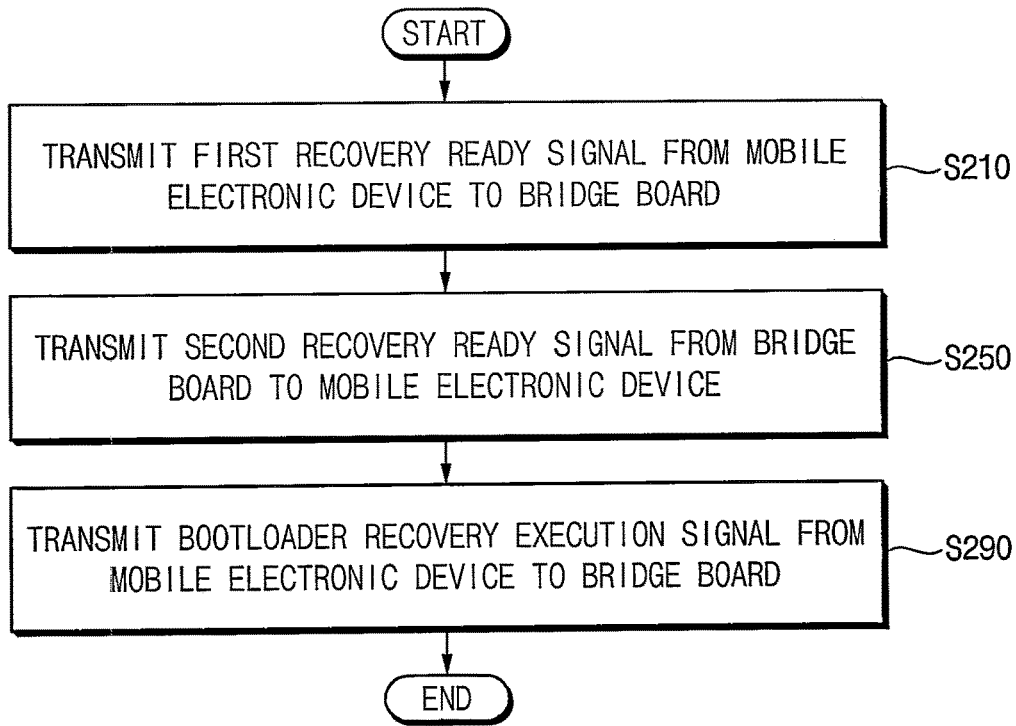 START
TRANSMIT FIRST RECOVERY READY SIGNAL FROM MOBILE
ELECTRONIC DEVICE TO BRIDGE BOARD
S210
TRANSMIT SECOND RECOVERY READY SIGNAL FROM BRIDGE
BOARD TO MOBILE ELECTRONIC DEVICE
S250
TRANSMIT BOOTLOADER RECOVERY EXECUTION SIGNAL FROM
MOBILE ELECTRONIC DEVICE TO BRIDGE BOARD
S290
END